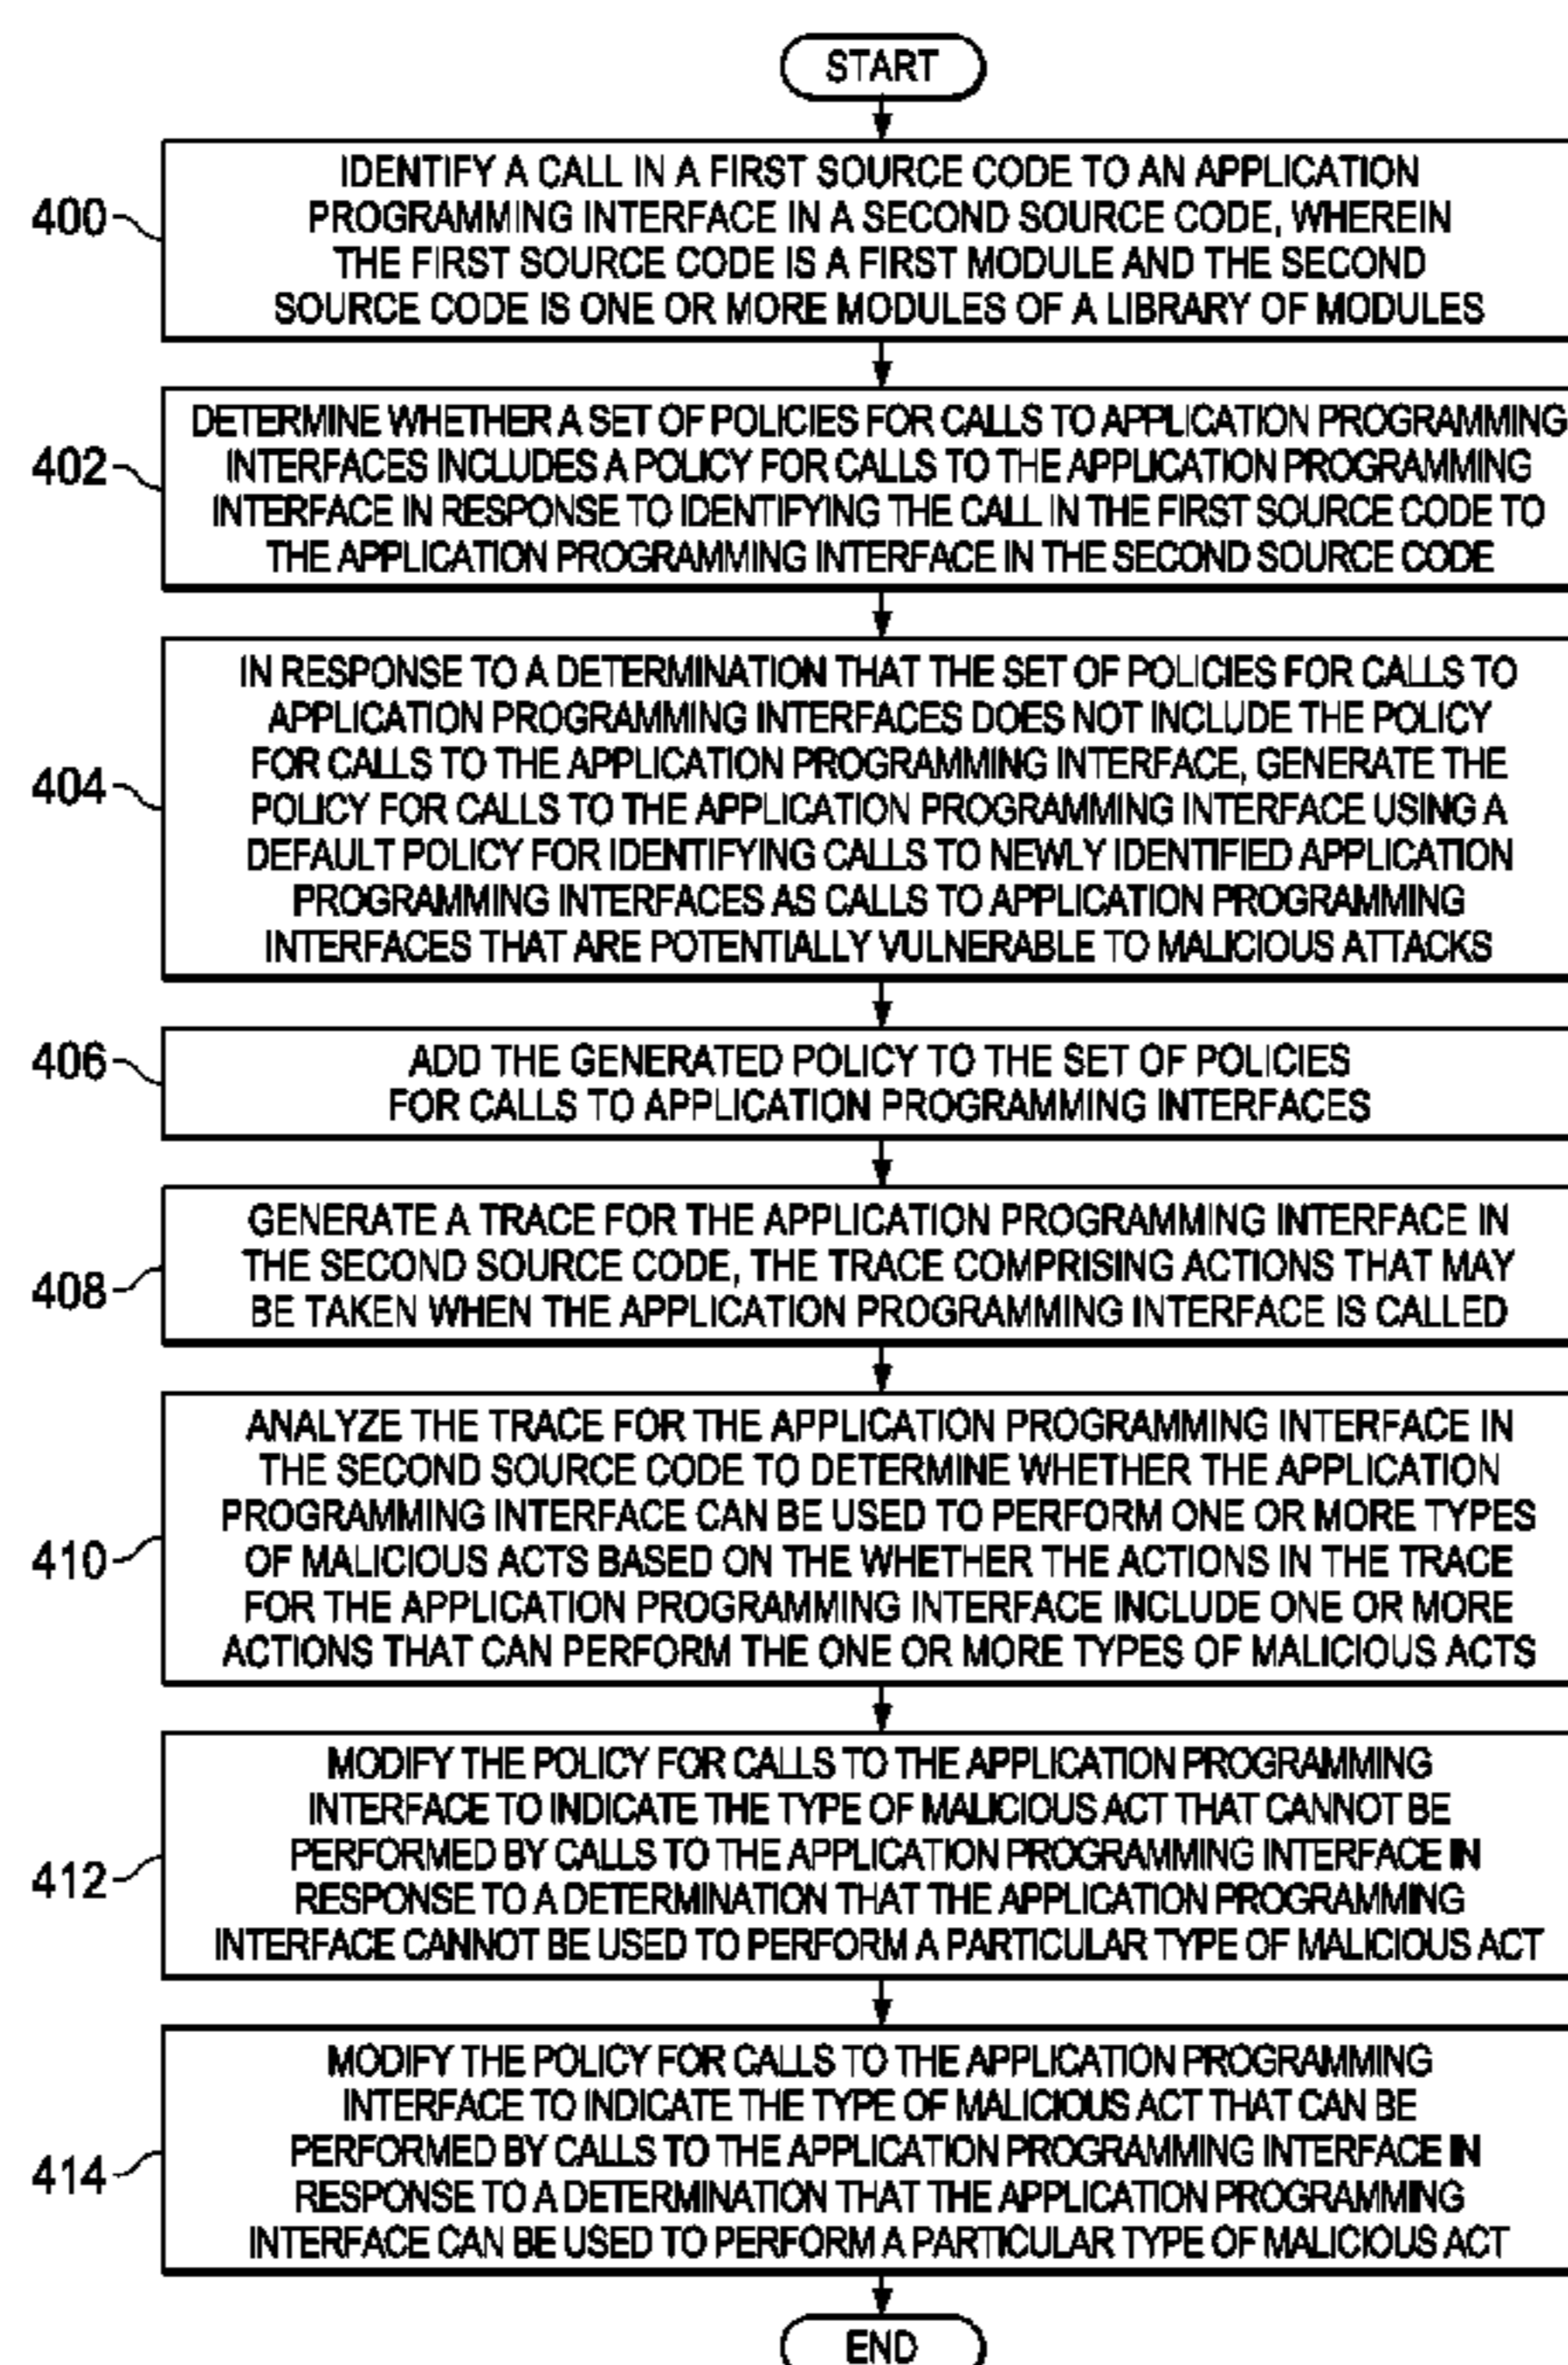 START
400
IDENTIFY A CALL IN A FIRST SOURCE CODE TO AN APPLICATION
PROGRAMMING INTERFACE IN A SECOND SOURCE CODE, WHEREIN
THE FIRST SOURCE CODE IS A FIRST MODULE AND THE SECOND
SOURCE CODE IS ONE OR MORE MODULES OF A LIBRARY OF MODULES
402
DETERMINE WHETHER A SET OF POLICIES FOR CALLS TO APPLICATION PROGRAMMING
INTERFACES INCLUDES A POLICY FOR CALLS TO THE APPLICATION PROGRAMMING
INTERFACE IN RESPONSE TO IDENTIFYING THE CALL IN THE FIRST SOURCE CODE TO
THE APPLICATION PROGRAMMING INTERFACE IN THE SECOND SOURCE CODE
404
IN RESPONSE TO A DETERMINATION THAT THE SET OF POLICIES FOR CALLS TO
APPLICATION PROGRAMMING INTERFACES DOES NOT INCLUDE THE POLICY
FOR CALLS TO THE APPLICATION PROGRAMMING INTERFACE, GENERATE THE
POLICY FOR CALLS TO THE APPLICATION PROGRAMMING INTERFACE USING A
DEFAULT POLICY FOR IDENTIFYING CALLS TO NEWLY IDENTIFIED APPLICATION
PROGRAMMING INTERFACES AS CALLS TO APPLICATION PROGRAMMING
INTERFACES THAT ARE POTENTIALLY VULNERABLE TO MALICIOUS ATTACKS
406
ADD THE GENERATED POLICY TO THE SET OF POLICIES
FOR CALLS TO APPLICATION PROGRAMMING INTERFACES
408
GENERATE A TRACE FOR THE APPLICATION PROGRAMMING INTERFACE IN
THE SECOND SOURCE CODE, THE TRACE COMPRISING ACTIONS THAT MAY
BE TAKEN WHEN THE APPLICATION PROGRAMMING INTERFACE IS CALLED
410
ANALYZE THE TRACE FOR THE APPLICATION PROGRAMMING INTERFACE IN
THE SECOND SOURCE CODE TO DETERMINE WHETHER THE APPLICATION
PROGRAMMING INTERFACE CAN BE USED TO PERFORM ONE OR MORE TYPES
OF MALICIOUS ACTS BASED ON THE WHETHER THE ACTIONS IN THE TRACE
FOR THE APPLICATION PROGRAMMING INTERFACE INCLUDE ONE OR MORE
ACTIONS THAT CAN PERFORM THE ONE OR MORE TYPES OF MALICIOUS ACTS
412
MODIFY THE POLICY FOR CALLS TO THE APPLICATION PROGRAMMING
INTERFACE TO INDICATE THE TYPE OF MALICIOUS ACT THAT CANNOT BE
PERFORMED BY CALLS TO THE APPLICATION PROGRAMMING INTERFACE IN
RESPONSE TO A DETERMINATION THAT THE APPLICATION PROGRAMMING
INTERFACE CANNOT BE USED TO PERFORM A PARTICULAR TYPE OF MALICIOUS ACT
414
MODIFY THE POLICY FOR CALLS TO THE APPLICATION PROGRAMMING
INTERFACE TO INDICATE THE TYPE OF MALICIOUS ACT THAT CAN BE
PERFORMED BY CALLS TO THE APPLICATION PROGRAMMING INTERFACE IN
RESPONSE TO A DETERMINATION THAT THE APPLICATION PROGRAMMING
INTERFACE CAN BE USED TO PERFORM A PARTICULAR TYPE OF MALICIOUS ACT
END